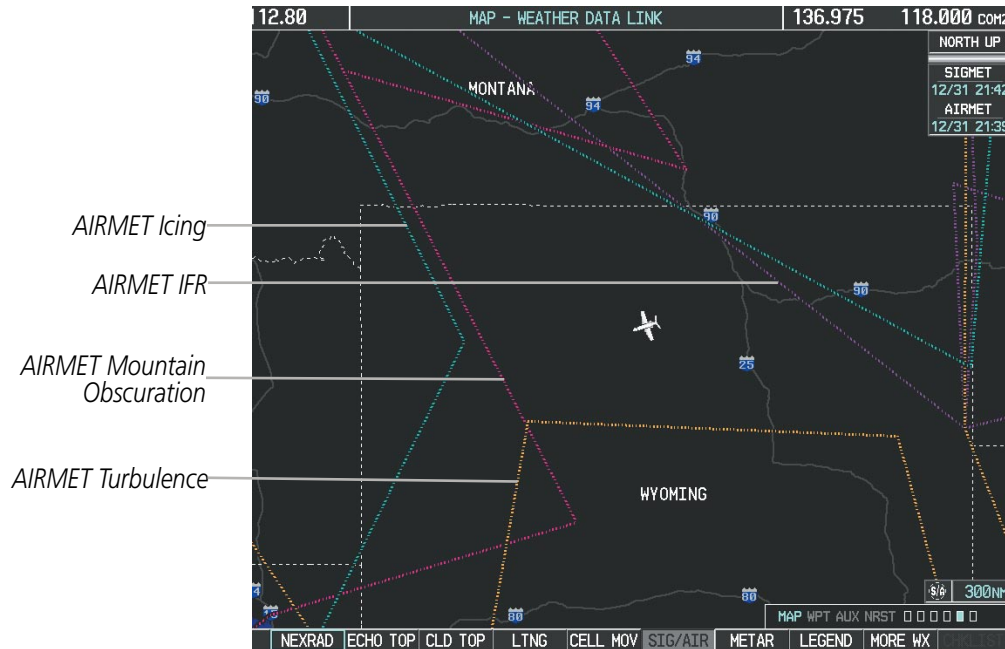 112.80
MAP – WEATHER DATA LINK
136.975
118.000 COM2
NORTH UP
SIGMET
12/31 21:42
AIRMET
12/31 21:39
94
90
MONTANA
94
AIRMET Icing
90
AIRMET IFR
90
AIRMET Mountain
Obscuration
25
AIRMET Turbulence
WYOMING
80
80
S/A
300NM
MAP WPT AUX NRST
NEXRAD
ECHO TOP
CLD TOP
LTNG
CELL MOV
SIG/AIR
METAR
LEGEND
MORE WX
CHKLIST